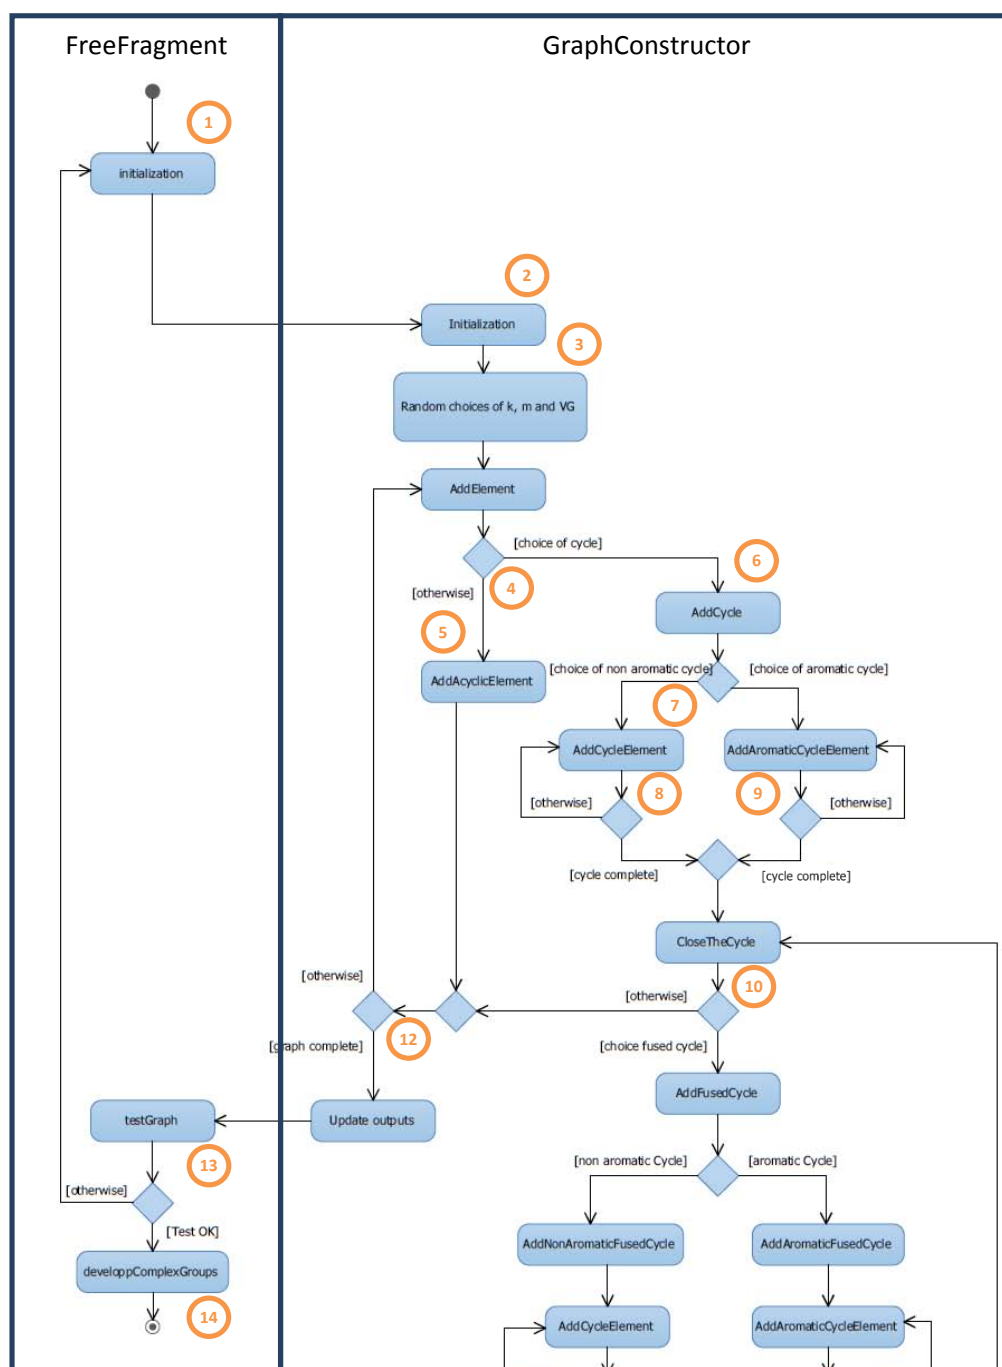 FreeFragment
GraphConstructor
1
initialization
2
Initialization
3
Random choices of k, m and VG
AddElement
[choice of cycle]
4
[otherwise]
6
5
AddCycle
AddAcyclicElement
[choice of non aromatic cycle]
[choice of aromatic cycle]
7
AddCycleElement
AddAromaticCycleElement
8
9
[otherwise]
[otherwise]
[cycle complete]
[cycle complete]
CloseTheCycle
10
[otherwise]
[otherwise]
12
[graph complete]
[choice fused cycle]
AddFusedCycle
testGraph
Update outputs
13
[non aromatic Cycle]
[aromatic Cycle]
[otherwise]
[Test OK]
AddNonAromaticFusedCycle
AddAromaticFusedCycle
developpComplexGroups
14
AddCycleElement
AddAromaticCycleElement